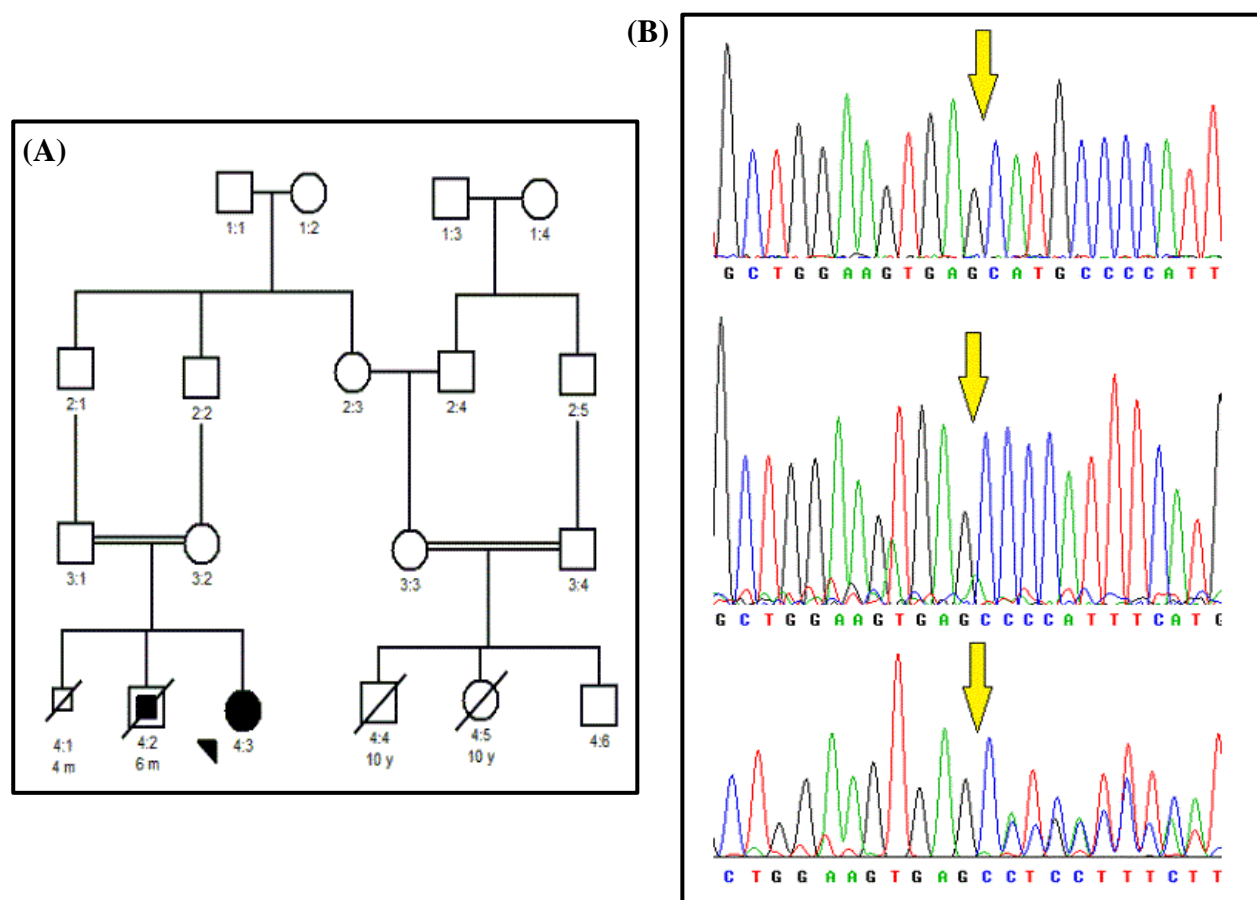 (A)
(B)
1:1 1:2 1:3 1:4
2:1 2:2 2:3 2:4 2:5
3:1 3:2 3:3 3:4
4:1 4:2 4:3 4:4 4:5 4:6
4 m 6 m 10 y 10 y
G C T G G A A G T G A G C A T G C C C C A T T
G C T G G A A G T G A G C C C C A T T T C A T G
C T G G A A G T G A G C C T C C T T T C T T